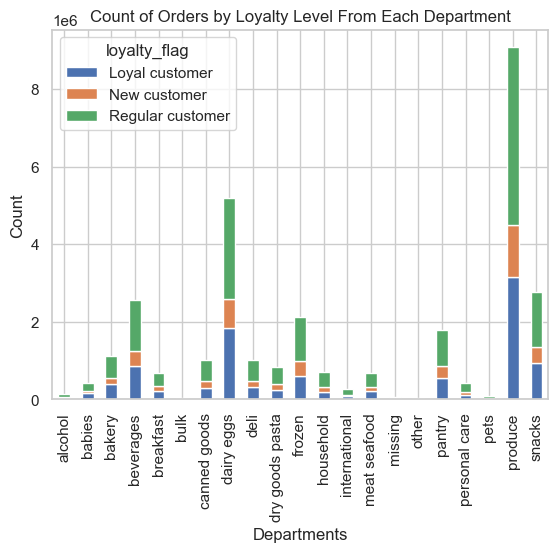 Count of Orders by Loyalty Level From Each Department
1e6
loyalty_flag
Loyal customer
New customer
Regular customer
Count
8
6
4
2
0
alcohol
babies
bakery
beverages
breakfast
bulk
canned goods
dairy eggs
deli
dry goods pasta
frozen
household
international
meat seafood
missing
other
pantry
personal care
pets
produce
snacks
Departments